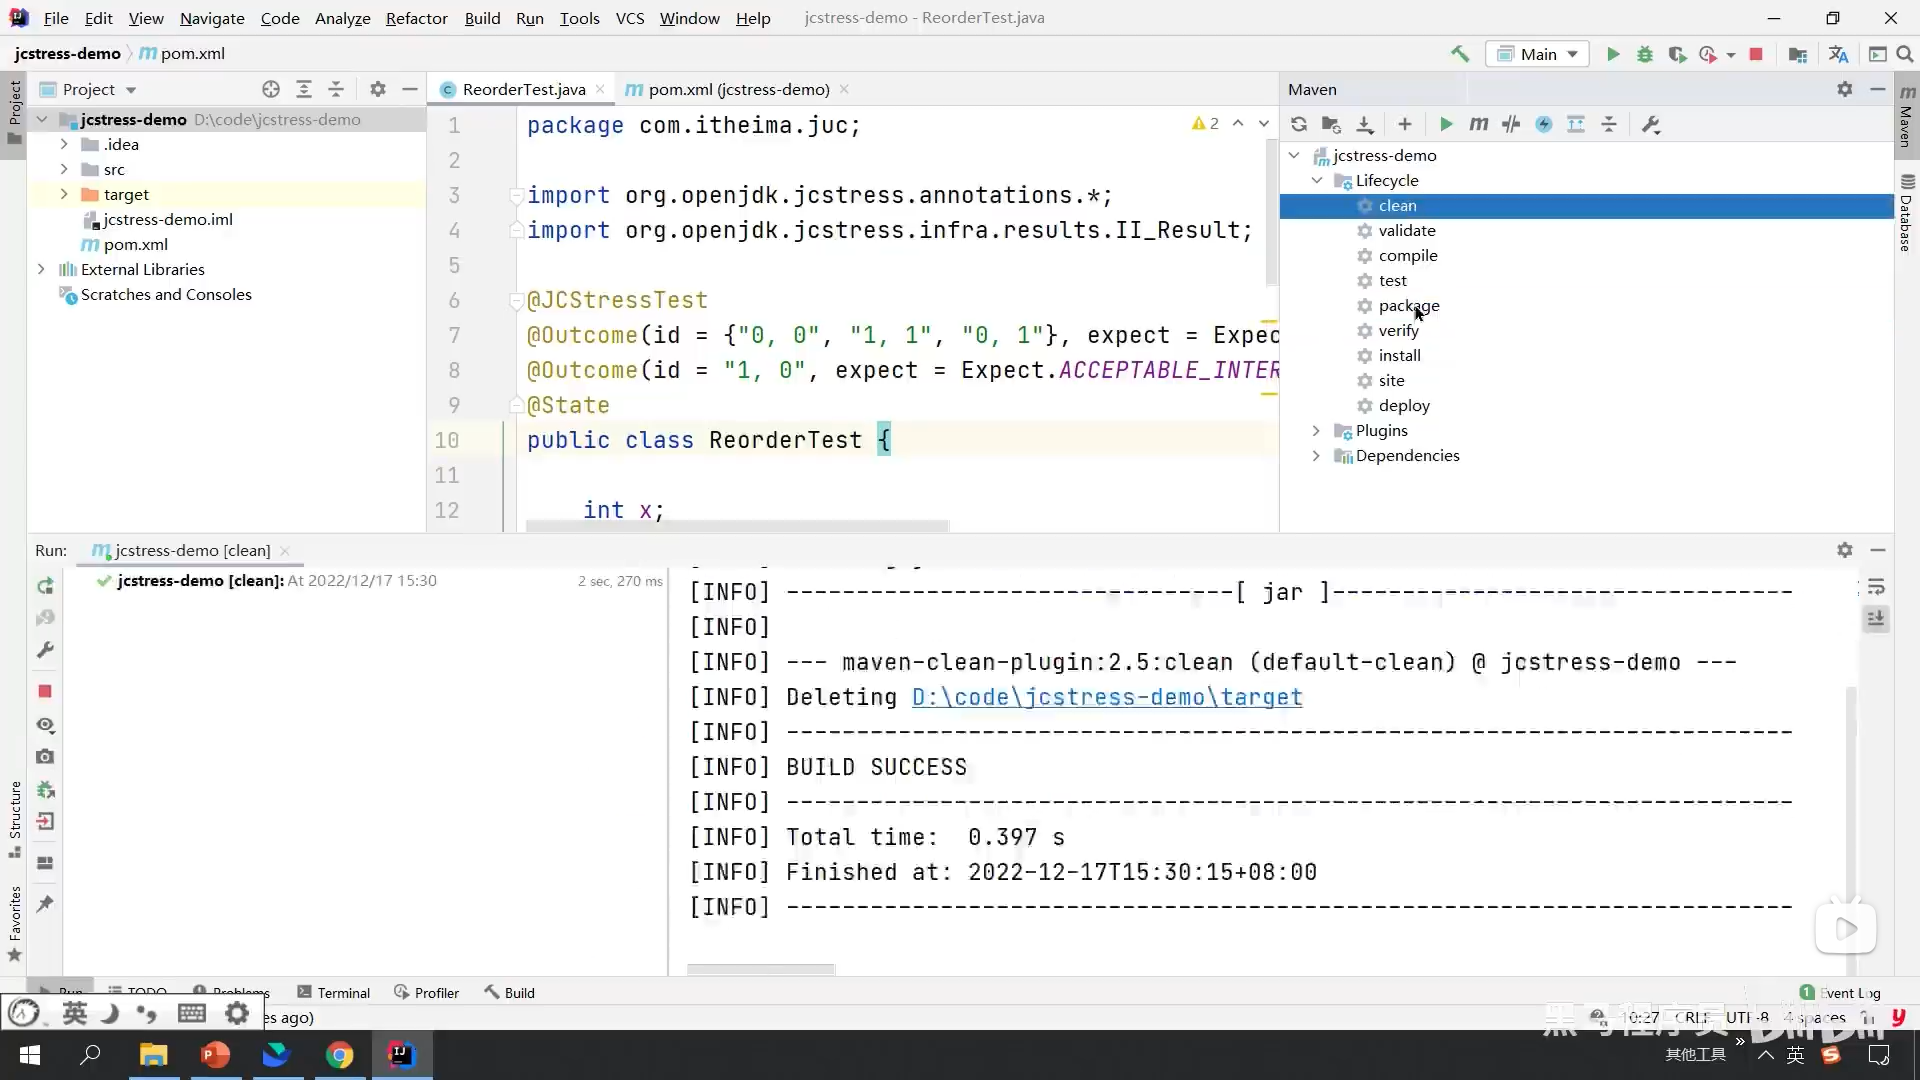 File Edit View Navigate Code Analyze Refactor Build Run Tools VCS Window Help jcstress-demo - ReorderTest.java
jcstress-demo pom.xml
Main
Project
ReorderTest.java
pom.xml (jcstress-demo)
Maven
Project
jcstress-demo D:\code\jcstress-demo
.idea
src
target
jcstress-demo.iml
pom.xml
External Libraries
Scratches and Consoles
2
1 package com.itheima.juc;
2
3 import org.openjdk.jcstress.annotations.*;
4 import org.openjdk.jcstress.infra.results.II_Result;
5
6 @JCStressTest
7 @Outcome(id = {"0, 0", "1, 1", "0, 1"}, expect = Expec
8 @Outcome(id = "1, 0", expect = Expect.ACCEPTABLE_INTER
9 @State
10 public class ReorderTest {
11
12 int x;
jcstress-demo
Lifecycle
clean
validate
compile
test
package
verify
install
site
deploy
Plugins
Dependencies
Maven
Database
Run: jcstress-demo [clean]
jcstress-demo [clean]: At 2022/12/17 15:30 2 sec, 270 ms
[INFO] --------------------------------[ jar ]---------------------------------
[INFO]
[INFO] --- maven-clean-plugin:2.5:clean (default-clean) @ jcstress-demo ---
[INFO] Deleting D:\code\jcstress-demo\target
[INFO] ------------------------------------------------------------------------
[INFO] BUILD SUCCESS
[INFO] ------------------------------------------------------------------------
[INFO] Total time:  0.397 s
[INFO] Finished at: 2022-12-17T15:30:15+08:00
[INFO] ------------------------------------------------------------------------
Structure
Favorites
Run TODO Problems Terminal Profiler Build
1 Event Log
英
es ago)
10:27 CRLF UTF-8 4 spaces
黑马程序员
其他工具
英